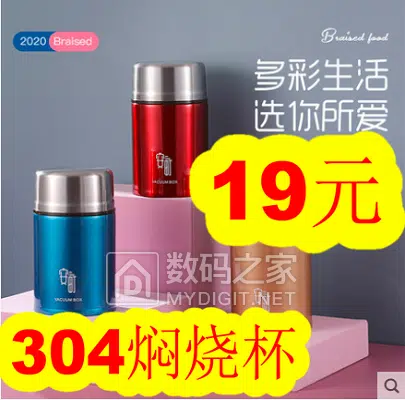 2020 Braised
Braised food
多彩生活
选你所爱
19元
VACUUM BOX
VACUUM BOX
数码之家
MYDIGIT.NET
304焖烧杯